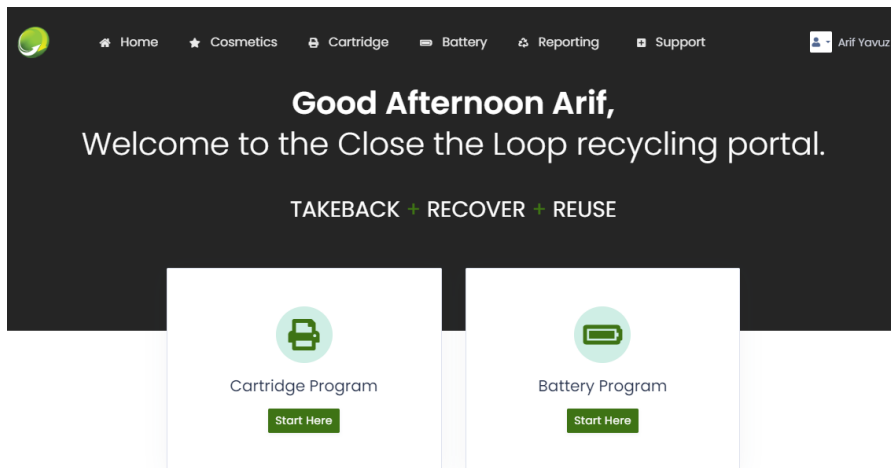 Home Cosmetics Cartridge Battery Reporting Support Arif Yavuz
Good Afternoon Arif,
Welcome to the Close the Loop recycling portal.
TAKEBACK + RECOVER + REUSE
Cartridge Program Battery Program
Start Here Start Here